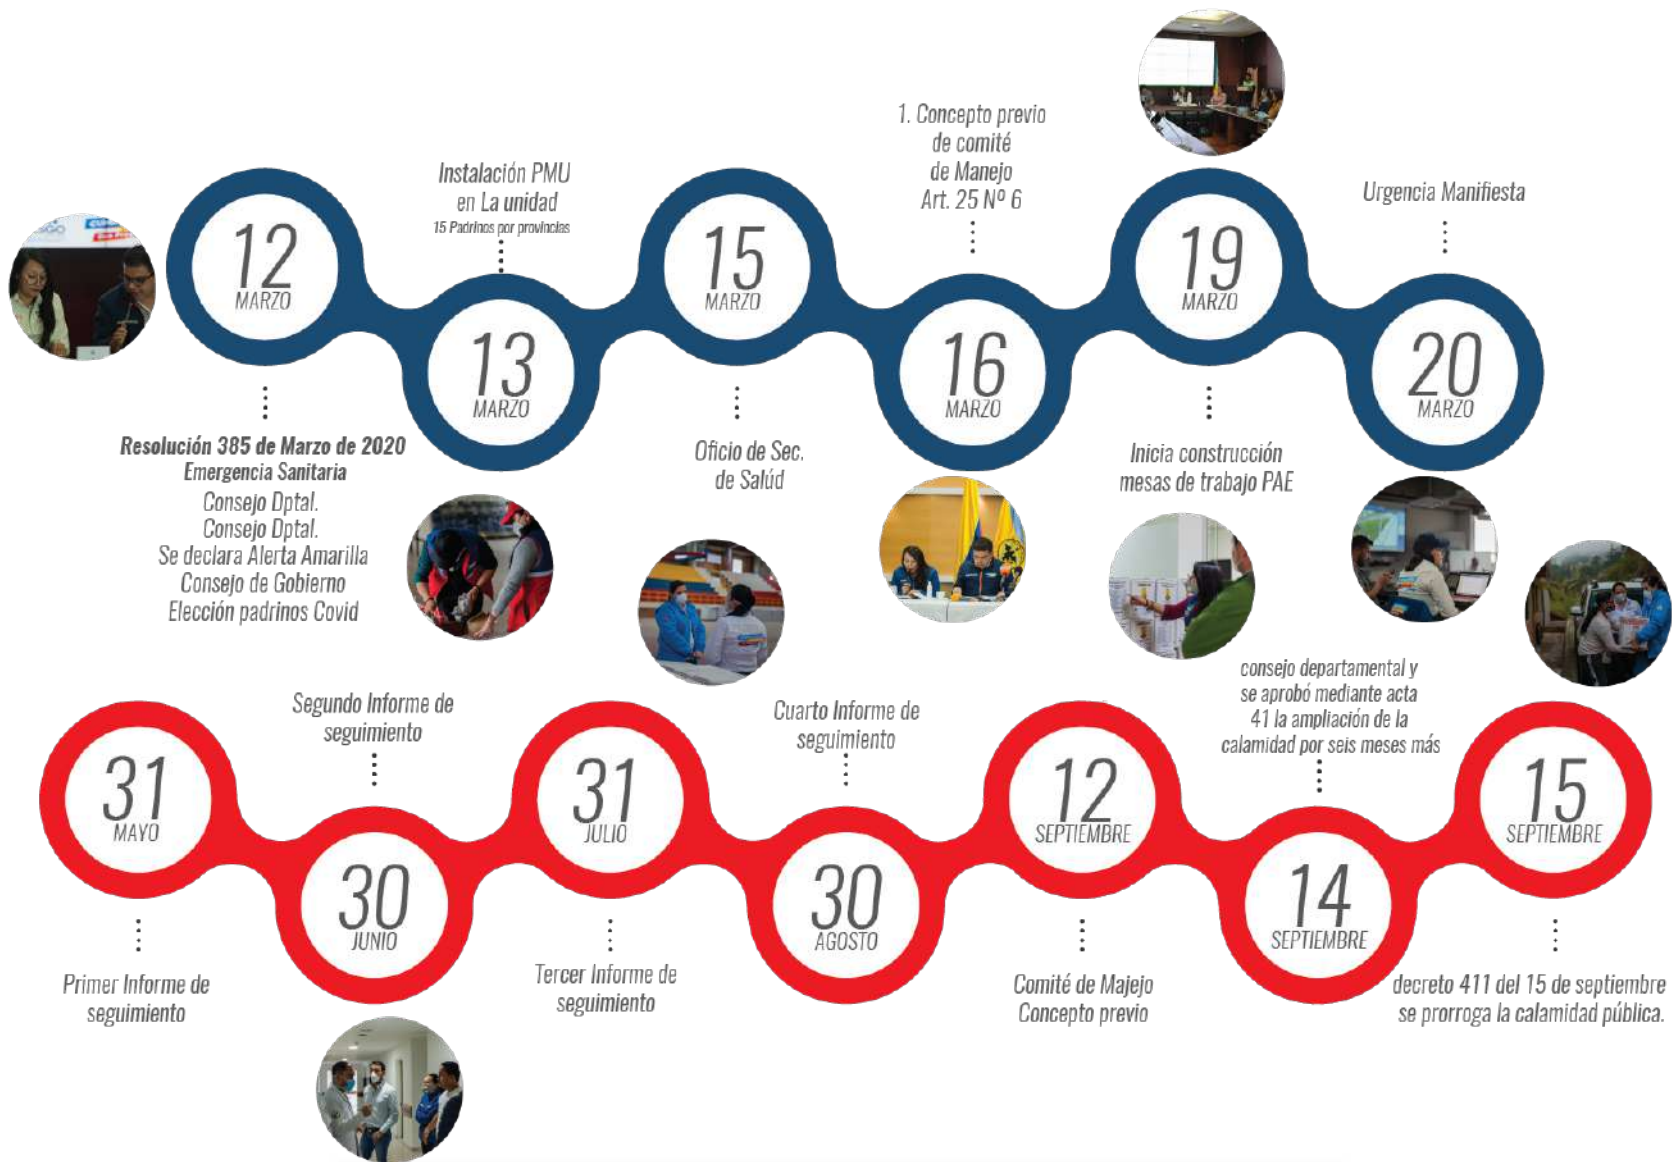 12
MARZO
Resolución 385 de Marzo de 2020
Emergencia Sanitaria
Consejo Dptal.
Consejo Dptal.
Se declara Alerta Amarilla
Consejo de Gobierno
Elección padrinos Covid
Instalación PMU
en La unidad
15 Padrinos por provincias
13
MARZO
15
MARZO
Oficio de Sec.
de Salúd
1. Concepto previo
de comité
de Manejo
Art. 25 Nº 6
16
MARZO
19
MARZO
Inicia construcción
mesas de trabajo PAE
Urgencia Manifiesta
20
MARZO
31
MAYO
Primer Informe de
seguimiento
Segundo Informe de
seguimiento
30
JUNIO
31
JULIO
Tercer Informe de
seguimiento
Cuarto Informe de
seguimiento
30
AGOSTO
12
SEPTIEMBRE
Comité de Majejo
Concepto previo
consejo departamental y
se aprobó mediante acta
41 la ampliación de la
calamidad por seis meses más
14
SEPTIEMBRE
15
SEPTIEMBRE
decreto 411 del 15 de septiembre
se prorroga la calamidad pública.